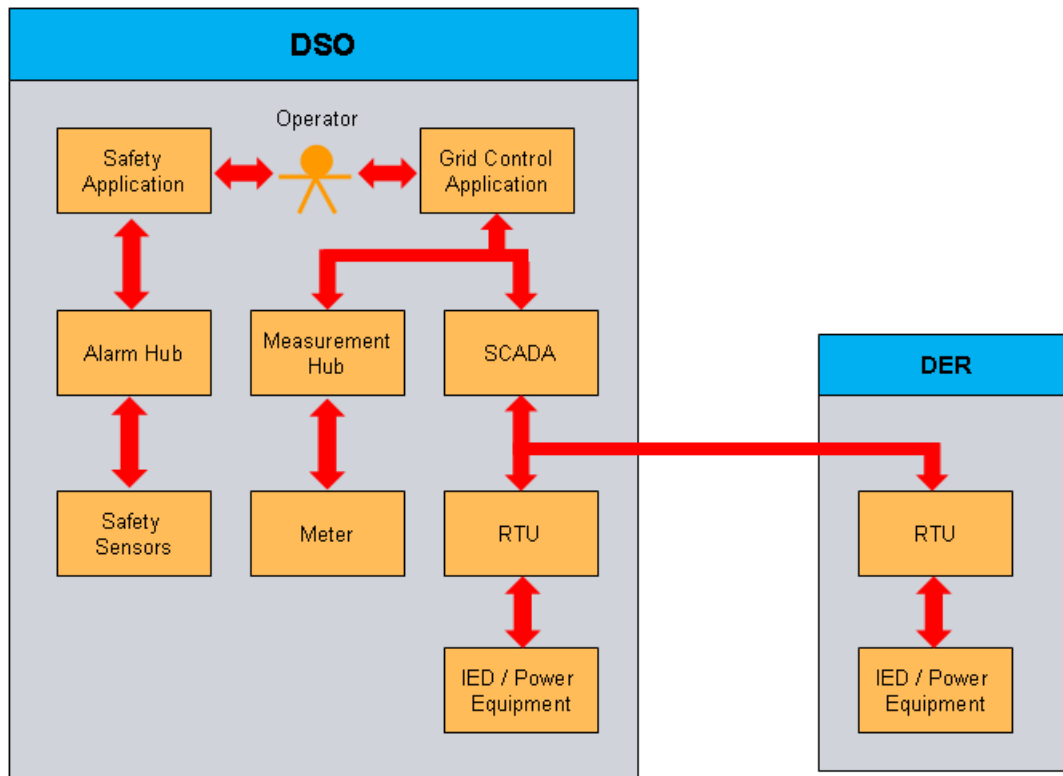 DSO
Operator
Safety
Application
Grid Control
Application
Alarm Hub
Measurement
Hub
SCADA
DER
Safety
Sensors
Meter
RTU
RTU
IED / Power
Equipment
IED / Power
Equipment